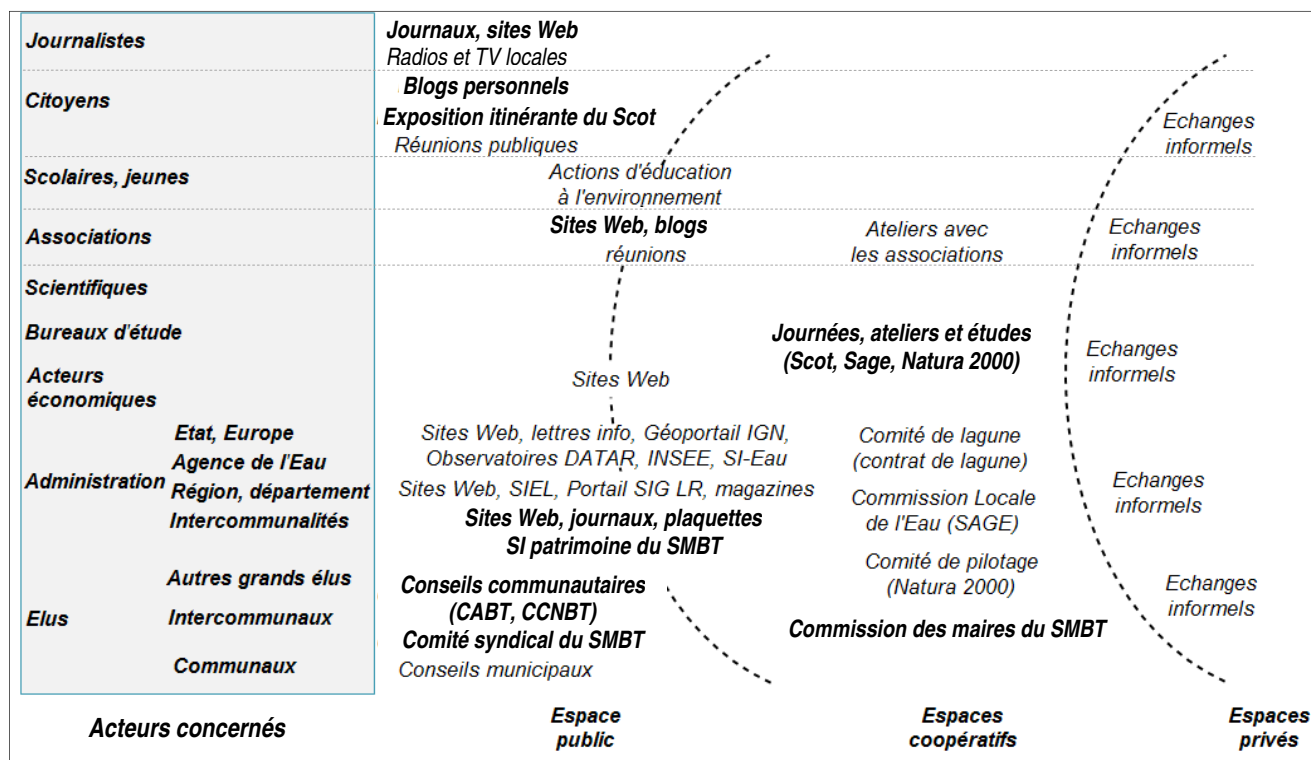 Journalistes
Journaux, sites Web
Radios et TV locales
Citoyens
Blogs personnels
Exposition itinérante du Scot
Réunions publiques
Echanges
informels
Scolaires, jeunes
Actions d'éducation
à l'environnement
Associations
Sites Web, blogs
réunions
Ateliers avec
les associations
Echanges
informels
Scientifiques
Bureaux d'étude
Acteurs
économiques
Sites Web
Journées, ateliers et études
(Scot, Sage, Natura 2000)
Echanges
informels
Administration
Etat, Europe
Agence de l'Eau
Région, département
Intercommunalités
Sites Web, lettres info, Géoportail IGN,
Observatoires DATAR, INSEE, SI-Eau
Sites Web, SIEL, Portail SIG LR, magazines
Sites Web, journaux, plaquettes
SI patrimoine du SMBT
Comité de lagune
(contrat de lagune)
Commission Locale
de l'Eau (SAGE)
Comité de pilotage
(Natura 2000)
Echanges
informels
Elus
Autres grands élus
Intercommunaux
Communaux
Conseils communautaires
(CABT, CCNBT)
Comité syndical du SMBT
Conseils municipaux
Commission des maires du SMBT
Echanges
informels
Acteurs concernés
Espace
public
Espaces
coopératifs
Espaces
privés